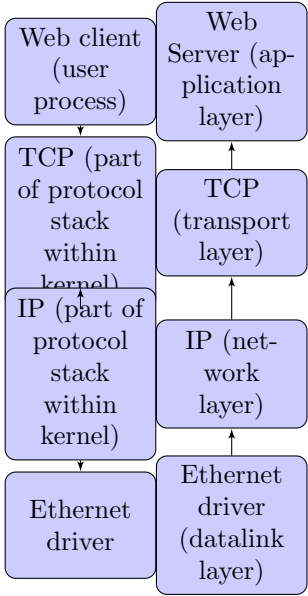 Web client
(user
process)
TCP (part
of protocol
stack
within
kernel)
IP (part of
protocol
stack
within
kernel)
Ethernet
driver
Web
Server (ap-
plication
layer)
TCP
(transport
layer)
IP (net-
work
layer)
Ethernet
driver
(datalink
layer)